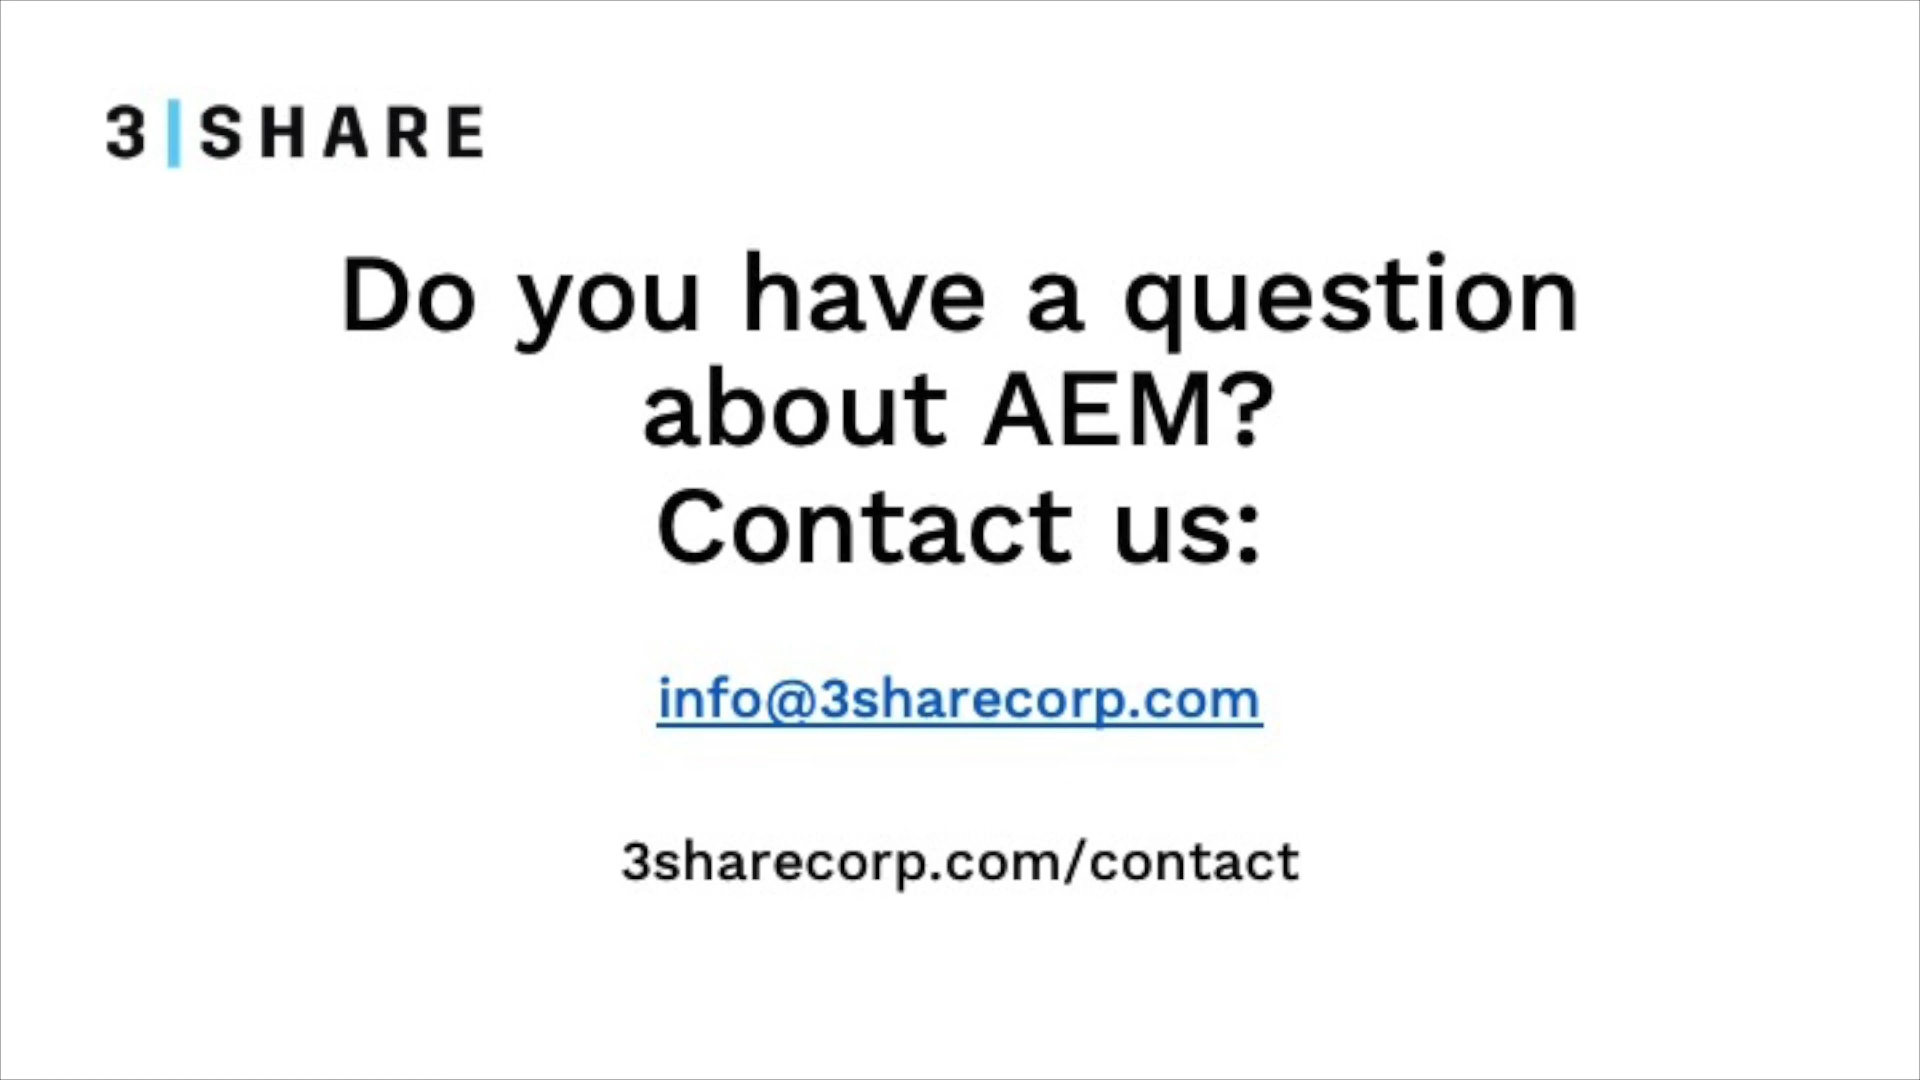 3|SHARE
Do you have a question
about AEM?
Contact us:
info@3sharecorp.com
3sharecorp.com/contact